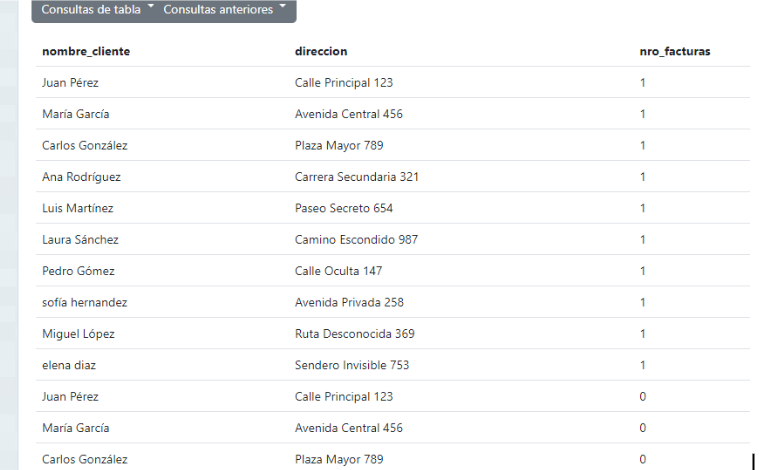 Consultas de tabla Consultas anteriores
nombre_cliente direccion nro_facturas
Juan Pérez Calle Principal 123 1
María García Avenida Central 456 1
Carlos González Plaza Mayor 789 1
Ana Rodríguez Carrera Secundaria 321 1
Luis Martínez Paseo Secreto 654 1
Laura Sánchez Camino Escondido 987 1
Pedro Gómez Calle Oculta 147 1
sofía hernandez Avenida Privada 258 1
Miguel López Ruta Desconocida 369 1
elena diaz Sendero Invisible 753 1
Juan Pérez Calle Principal 123 0
María García Avenida Central 456 0
Carlos González Plaza Mayor 789 0